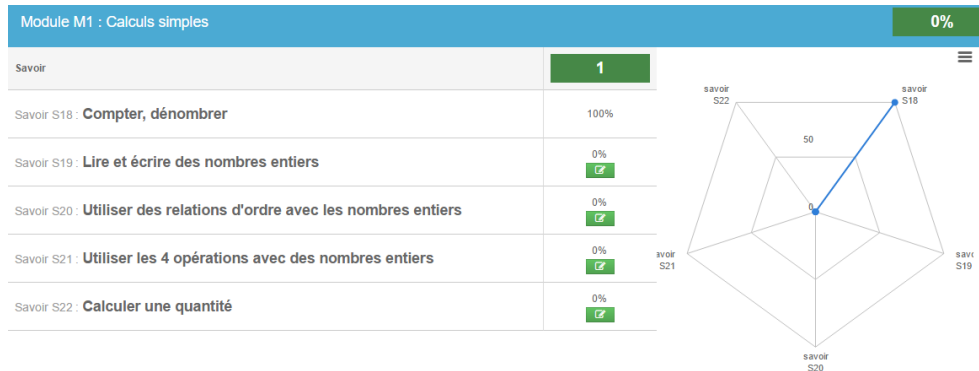 Module M1 : Calculs simples
0%
Savoir
1
Savoir S18 : Compter, dénombrer
100%
Savoir S19 : Lire et écrire des nombres entiers
0%
Savoir S20 : Utiliser des relations d'ordre avec les nombres entiers
0%
Savoir S21 : Utiliser les 4 opérations avec des nombres entiers
0%
Savoir S22 : Calculer une quantité
0%
savoir
S22
savoir
S18
50
0
avoir
S21
savo
S19
savoir
S20